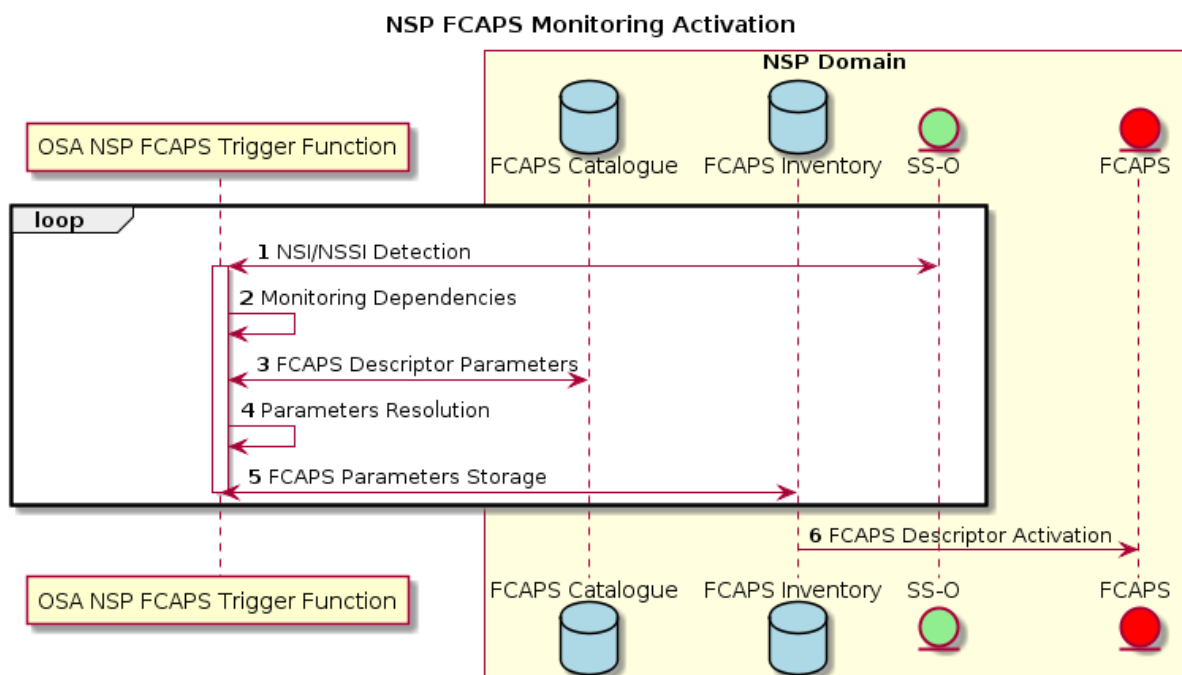 NSP FCAPS Monitoring Activation
NSP Domain
OSA NSP FCAPS Trigger Function
FCAPS Catalogue
FCAPS Inventory
SS-O
FCAPS
loop
1 NSI/NSSI Detection
2 Monitoring Dependencies
3 FCAPS Descriptor Parameters
4 Parameters Resolution
5 FCAPS Parameters Storage
6 FCAPS Descriptor Activation
OSA NSP FCAPS Trigger Function
FCAPS Catalogue
FCAPS Inventory
SS-O
FCAPS